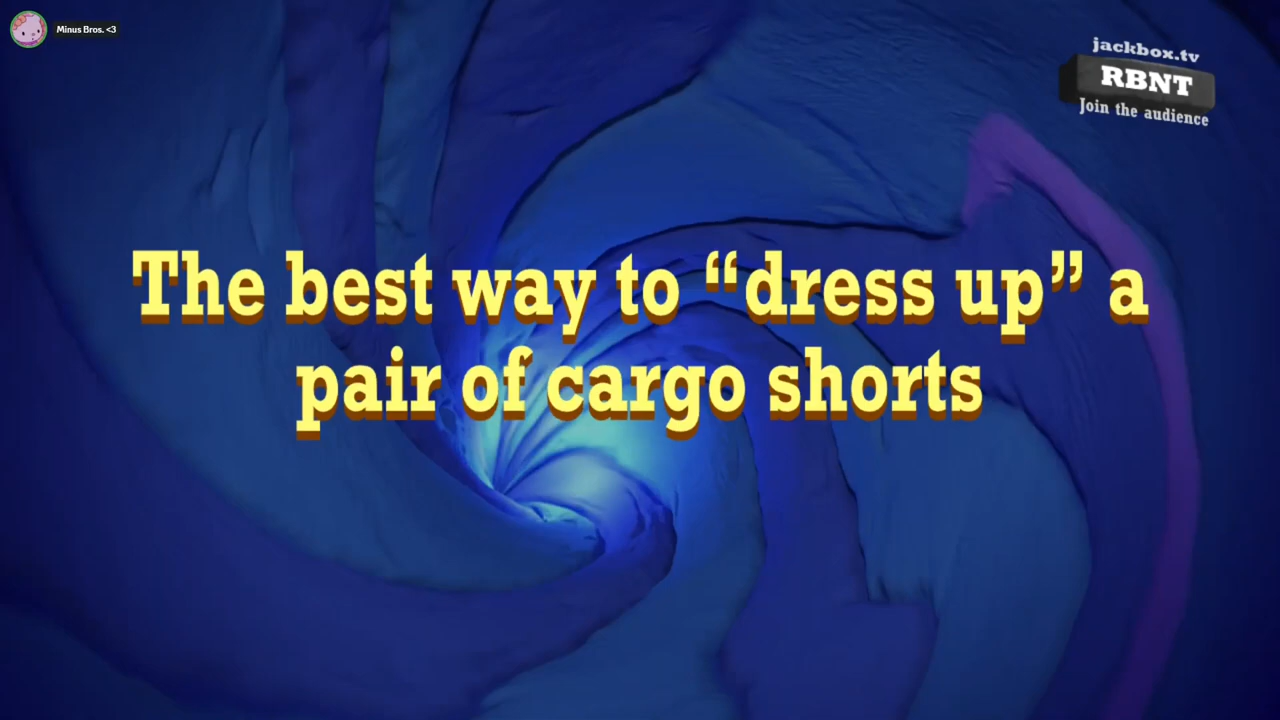 Minus Bros. <3
jackbox.tv
RBNT
Join the audience
The best way to “dress up” a
pair of cargo shorts